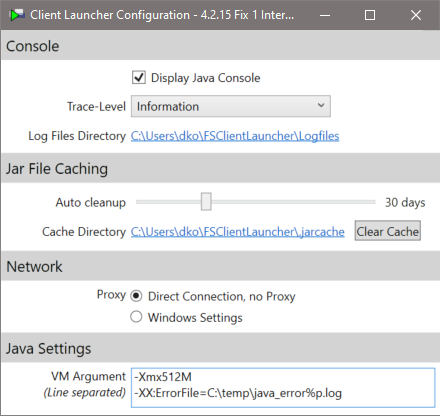 Client Launcher Configuration - 4.2.15 Fix 1 Inter...
Console
Display Java Console
Trace-Level Information
Log Files Directory C:\Users\dko\FSClientLauncher\Logfiles
Jar File Caching
Auto cleanup 30 days
Cache Directory C:\Users\dko\FSClientLauncher\.jarcache Clear Cache
Network
Proxy Direct Connection, no Proxy
Windows Settings
Java Settings
VM Argument -Xmx512M
(Line separated) -XX:ErrorFile=C:\temp\java_error%p.log